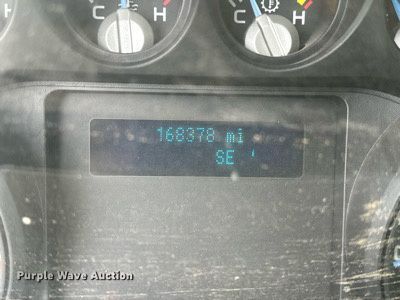 C H C H
168378 mi
SE '
Purple Wave Auction